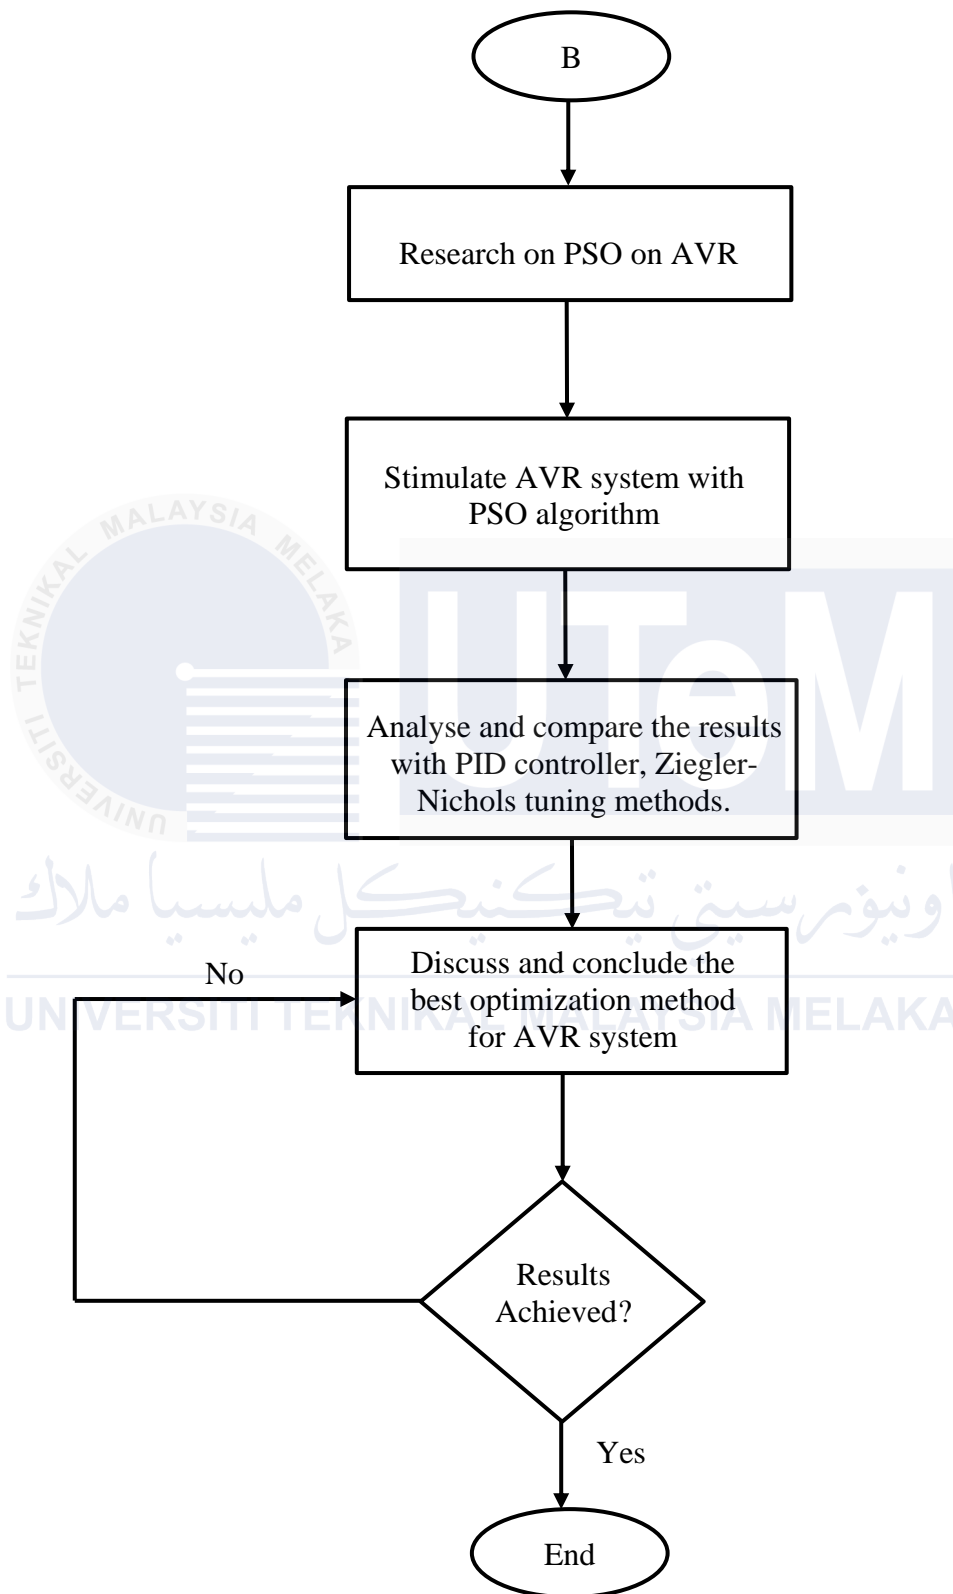 B
Research on PSO on AVR
Stimulate AVR system with
PSO algorithm
UNIVERSITI TEKNIKAL MALAYSIA MELAKA
UTeM
Analyse and compare the results
with PID controller, Ziegler-
Nichols tuning methods.
اونيۏرسيتي تيكنيكل مليسيا ملاك
No
Discuss and conclude the
best optimization method
for AVR system
UNIVERSITI TEKNIKAL MALAYSIA MELAKA
Results
Achieved?
Yes
End